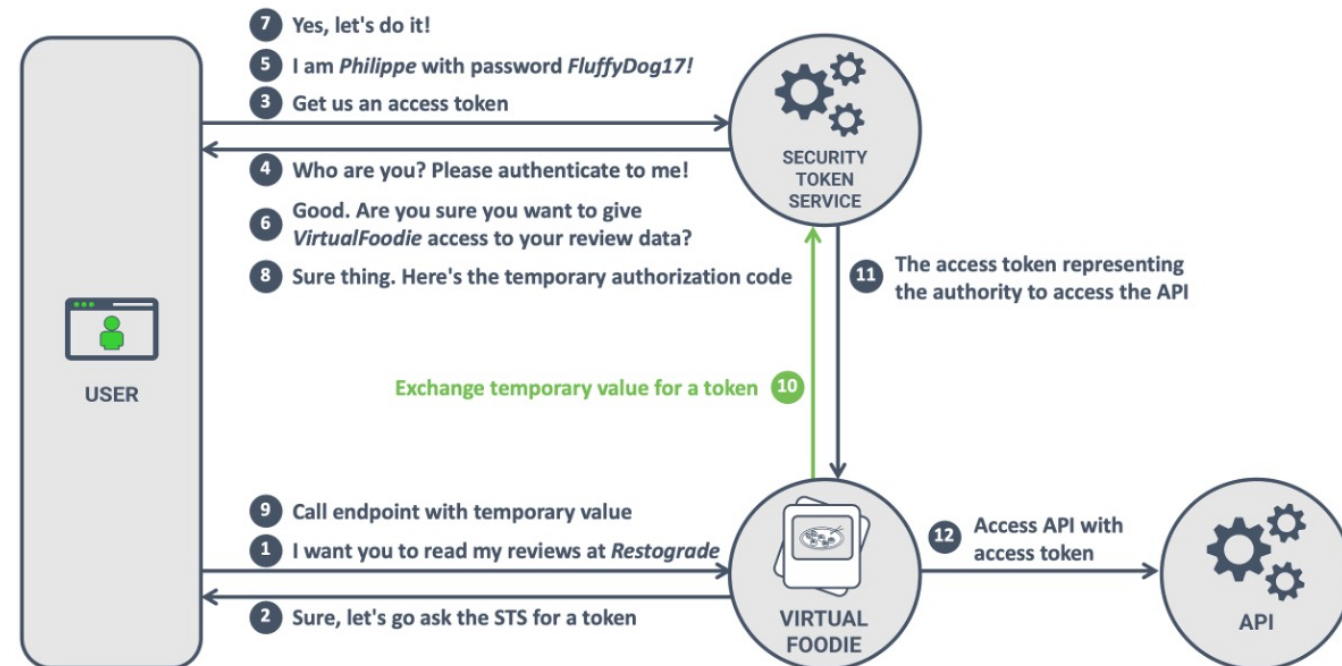 7 Yes, let's do it!
5 I am Philippe with password FluffyDog17!
3 Get us an access token
4 Who are you? Please authenticate to me!
6 Good. Are you sure you want to give
VirtualFoodie access to your review data?
8 Sure thing. Here's the temporary authorization code
SECURITY
TOKEN
SERVICE
11 The access token representing
the authority to access the API
USER
Exchange temporary value for a token 10
9 Call endpoint with temporary value
1 I want you to read my reviews at Restograde
2 Sure, let's go ask the STS for a token
VIRTUAL
FOODIE
12 Access API with
access token
API